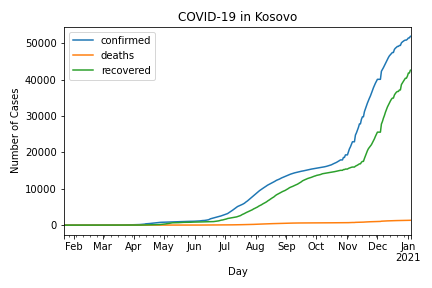 COVID-19 in Kosovo
confirmed
deaths
recovered
Number of Cases
50000
40000
30000
20000
10000
0
Feb Mar Apr May Jun Jul Aug Sep Oct Nov Dec Jan
2021
Day